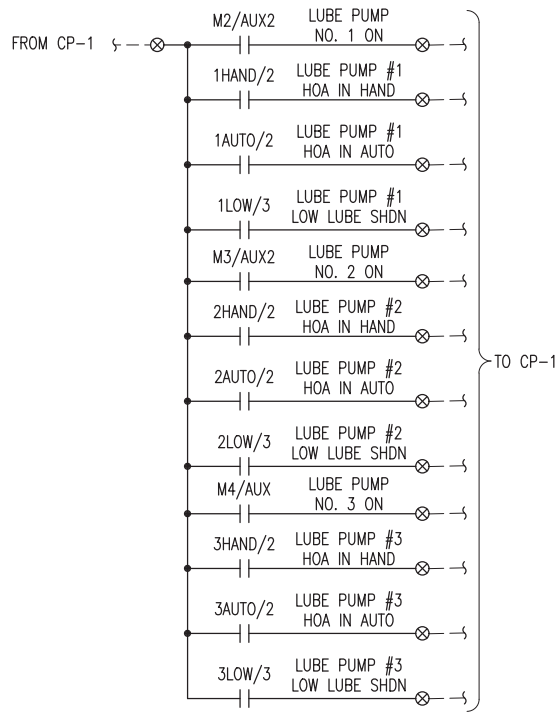 FROM CP-1
M2/AUX2
LUBE PUMP
NO. 1 ON
1HAND/2
LUBE PUMP #1
HOA IN HAND
1AUTO/2
LUBE PUMP #1
HOA IN AUTO
1LOW/3
LUBE PUMP #1
LOW LUBE SHDN
M3/AUX2
LUBE PUMP
NO. 2 ON
2HAND/2
LUBE PUMP #2
HOA IN HAND
2AUTO/2
LUBE PUMP #2
HOA IN AUTO
2LOW/3
LUBE PUMP #2
LOW LUBE SHDN
M4/AUX
LUBE PUMP
NO. 3 ON
3HAND/2
LUBE PUMP #3
HOA IN HAND
3AUTO/2
LUBE PUMP #3
HOA IN AUTO
3LOW/3
LUBE PUMP #3
LOW LUBE SHDN
TO CP-1